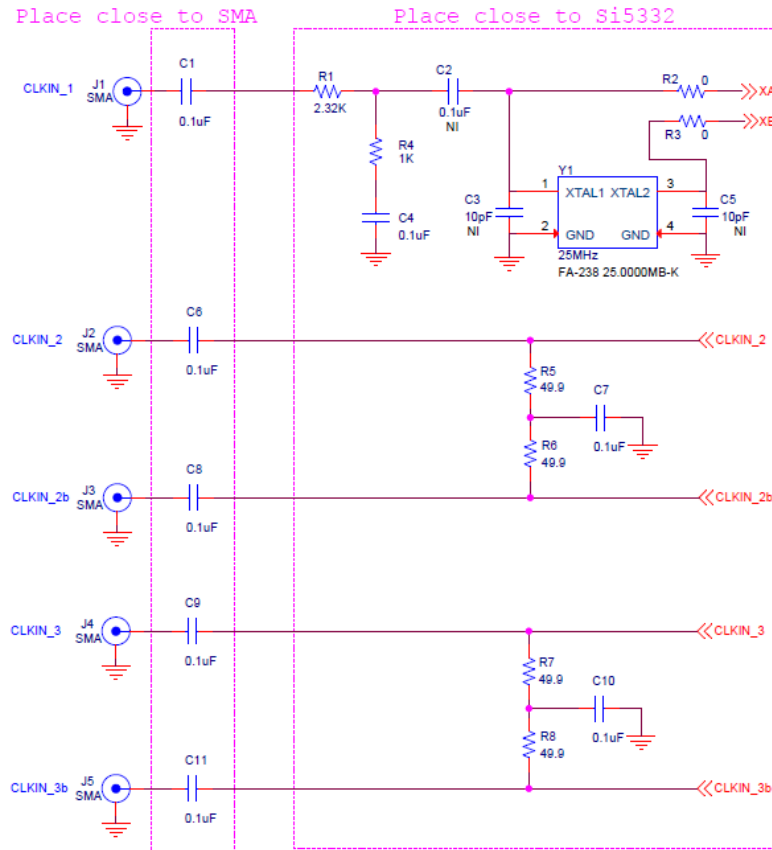 Place close to SMA
Place close to Si5332
CLKIN_1
J1
SMA
C1
0.1uF
R1
2.32K
R4
1K
C4
0.1uF
C2
0.1uF
NI
R2
0
XA
R3
0
Y1
1
XTAL1
XTAL2
3
2
GND
GND
4
C3
10pF
NI
C5
10pF
NI
25MHz
FA-238 25.0000MB-K
CLKIN_2
J2
SMA
C6
0.1uF
CLKIN_2
R5
49.9
C7
0.1uF
R6
49.9
CLKIN_2b
J3
SMA
C8
0.1uF
CLKIN_2b
CLKIN_3
J4
SMA
C9
0.1uF
CLKIN_3
R7
49.9
C10
0.1uF
R8
49.9
CLKIN_3b
J5
SMA
C11
0.1uF
CLKIN_3b